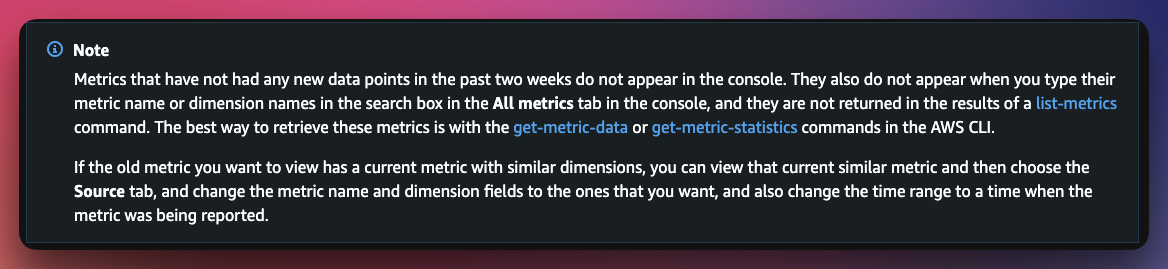 Note
Metrics that have not had any new data points in the past two weeks do not appear in the console. They also do not appear when you type their
metric name or dimension names in the search box in the All metrics tab in the console, and they are not returned in the results of a list-metrics
command. The best way to retrieve these metrics is with the get-metric-data or get-metric-statistics commands in the AWS CLI.
If the old metric you want to view has a current metric with similar dimensions, you can view that current similar metric and then choose the
Source tab, and change the metric name and dimension fields to the ones that you want, and also change the time range to a time when the
metric was being reported.